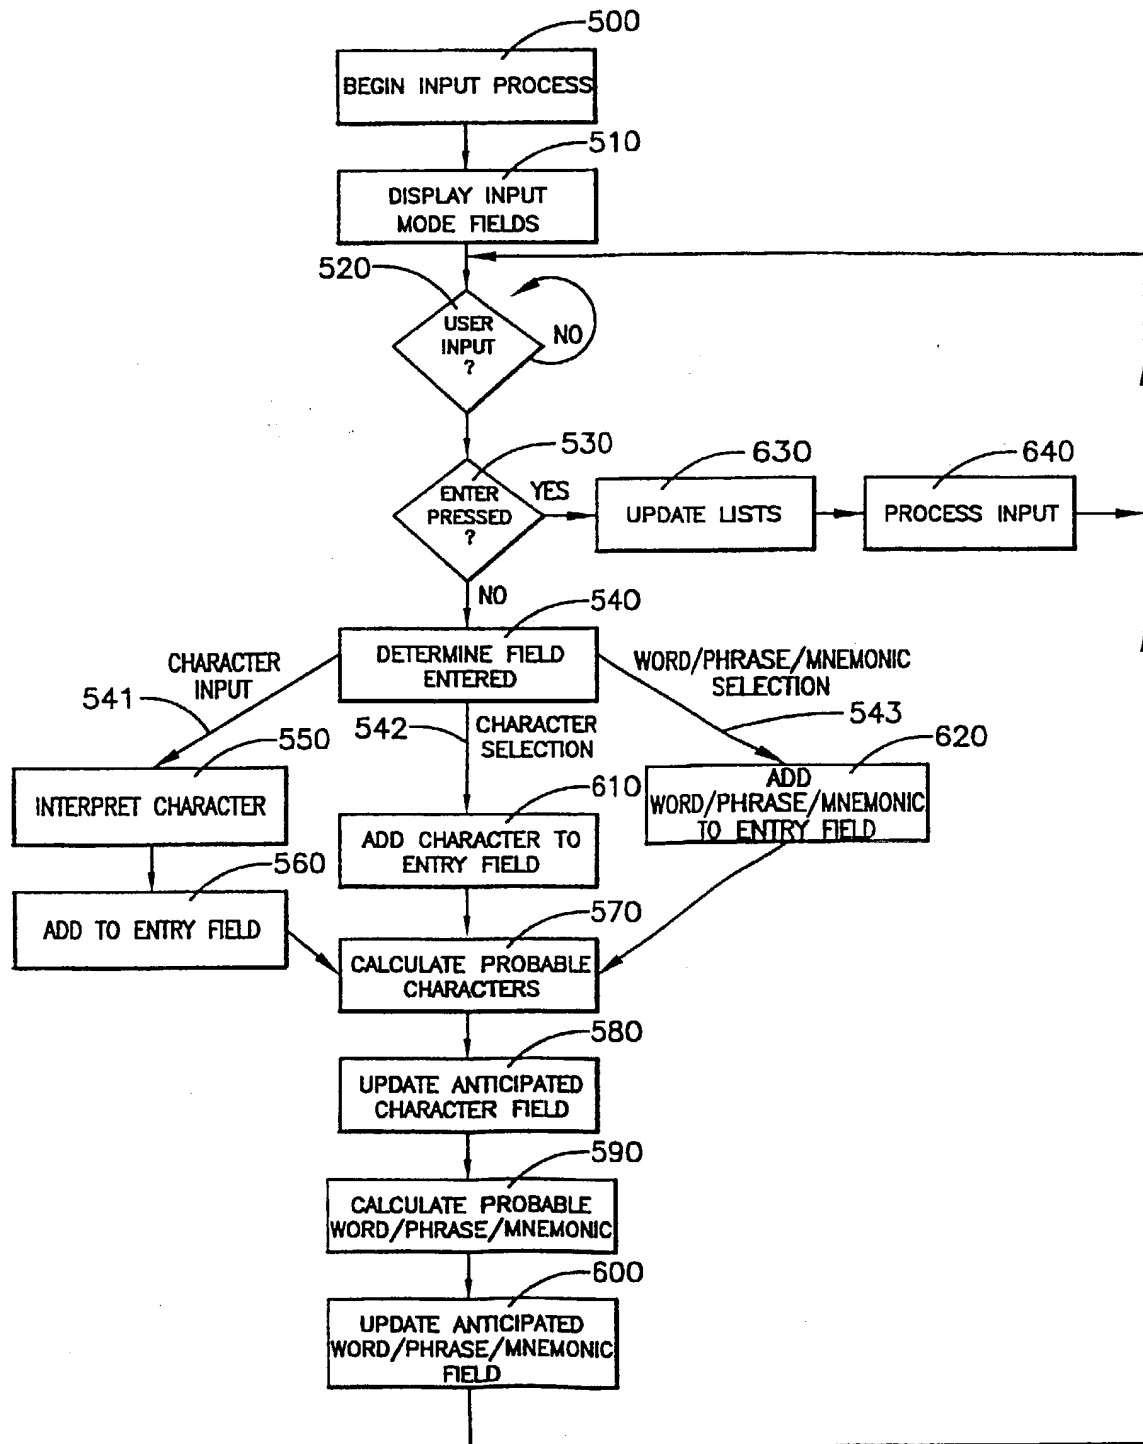 500
BEGIN INPUT PROCESS
510
DISPLAY INPUT
MODE FIELDS
520
USER
INPUT
?
NO
530
ENTER
PRESSED
?
YES
630
UPDATE LISTS
640
PROCESS INPUT
NO
540
DETERMINE FIELD
ENTERED
CHARACTER
INPUT
541
542
CHARACTER
SELECTION
WORD/PHRASE/MNEMONIC
SELECTION
543
550
INTERPRET CHARACTER
610
ADD CHARACTER TO
ENTRY FIELD
620
ADD
WORD/PHRASE/MNEMONIC
TO ENTRY FIELD
560
ADD TO ENTRY FIELD
570
CALCULATE PROBABLE
CHARACTERS
580
UPDATE ANTICIPATED
CHARACTER FIELD
590
CALCULATE PROBABLE
WORD/PHRASE/MNEMONIC
600
UPDATE ANTICIPATED
WORD/PHRASE/MNEMONIC
FIELD